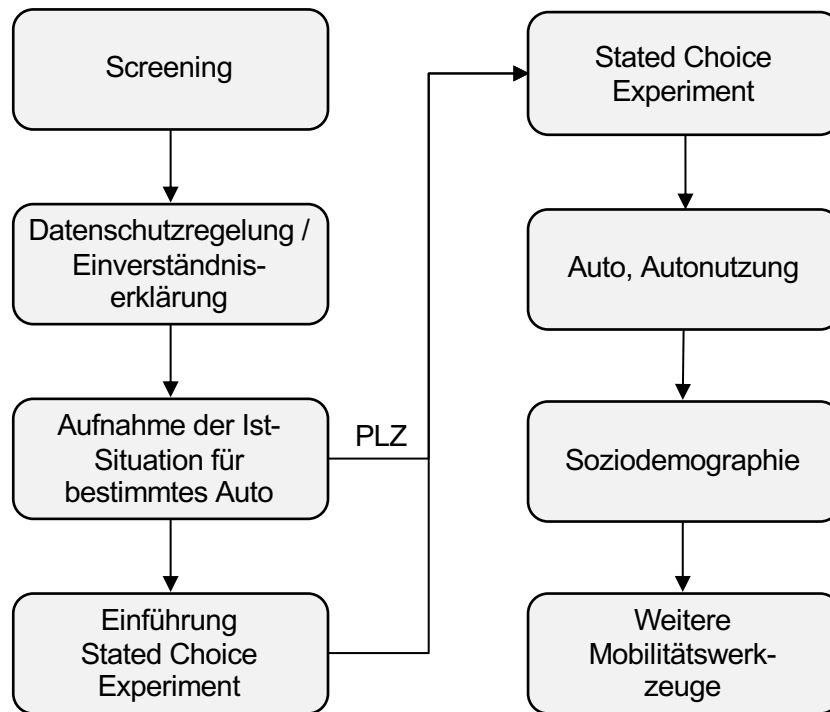 Screening
Datenschutzregelung /
Einverständnis-
erklärung
Aufnahme der Ist-
Situation für
bestimmtes Auto
PLZ
Einführung
Stated Choice
Experiment
Stated Choice
Experiment
Auto, Autonutzung
Soziodemographie
Weitere
Mobilitätswerk-
zeuge